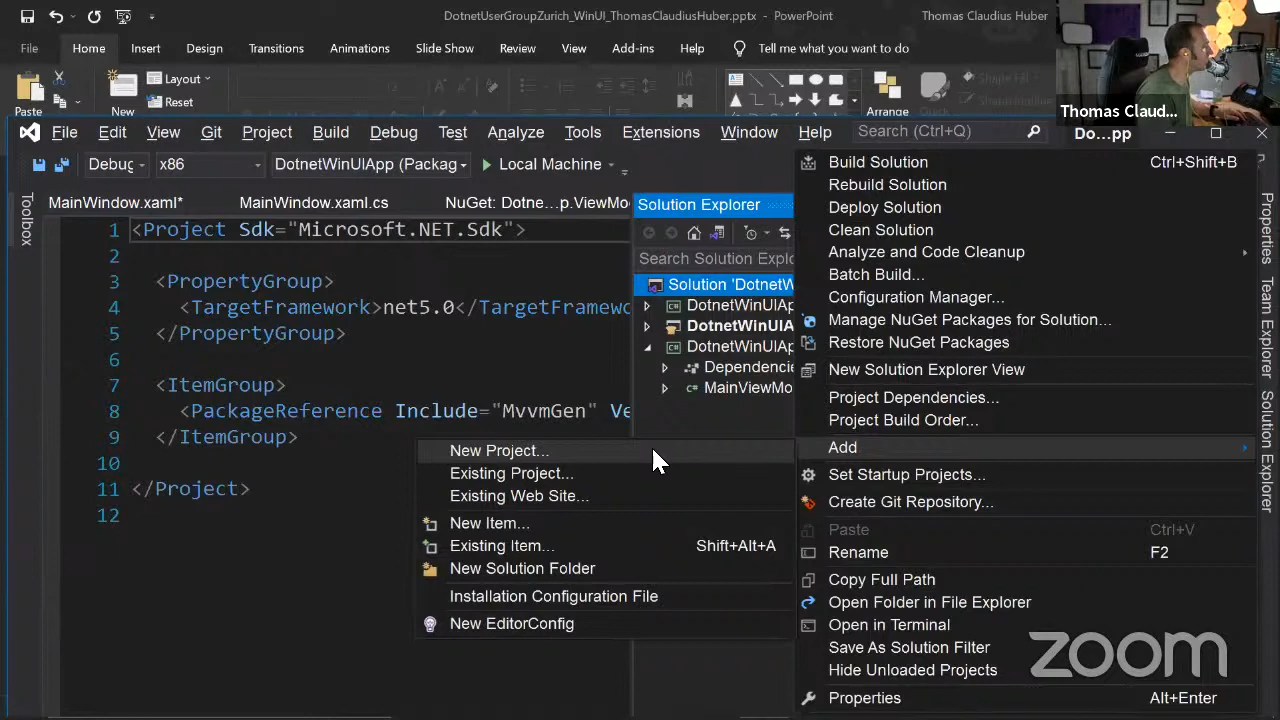 DotnetUserGroupZurich_WinUI_ThomasClaudiusHuber.pptx - PowerPoint
Thomas Claudius Huber
File Home Insert Design Transitions Animations Slide Show Review View Add-ins Help Tell me what you want to do
Paste
New
Layout
Reset
Arrange
Shape Fill
Thomas Claud...
File Edit View Git Project Build Debug Test Analyze Tools Extensions Window Help Search (Ctrl+Q) Do...pp
Debug x86 DotnetWinUIApp (Packag Local Machine
Toolbox
MainWindow.xaml* MainWindow.xaml.cs NuGet: Dotne...p.ViewMo
1 <Project Sdk="Microsoft.NET.Sdk">
2
3 <PropertyGroup>
4 <TargetFramework>net5.0</TargetFramewo
5 </PropertyGroup>
6
7 <ItemGroup>
8 <PackageReference Include="MvvmGen" Ve
9 </ItemGroup>
10
11 </Project>
12
Solution Explorer
Search Solution Explo
Solution 'DotnetW
DotnetWinUIAp
DotnetWinUIA
DotnetWinUIAp
Dependencie
MainViewMo
New Project...
Existing Project...
Existing Web Site...
New Item...
Existing Item... Shift+Alt+A
New Solution Folder
Installation Configuration File
New EditorConfig
Build Solution Ctrl+Shift+B
Rebuild Solution
Deploy Solution
Clean Solution
Analyze and Code Cleanup
Batch Build...
Configuration Manager...
Manage NuGet Packages for Solution...
Restore NuGet Packages
New Solution Explorer View
Project Dependencies...
Project Build Order...
Add
Set Startup Projects...
Create Git Repository...
Paste Ctrl+V
Rename F2
Copy Full Path
Open Folder in File Explorer
Open in Terminal
Save As Solution Filter
Hide Unloaded Projects
Properties Alt+Enter
Properties
Team Explorer
Solution Explorer
zoom